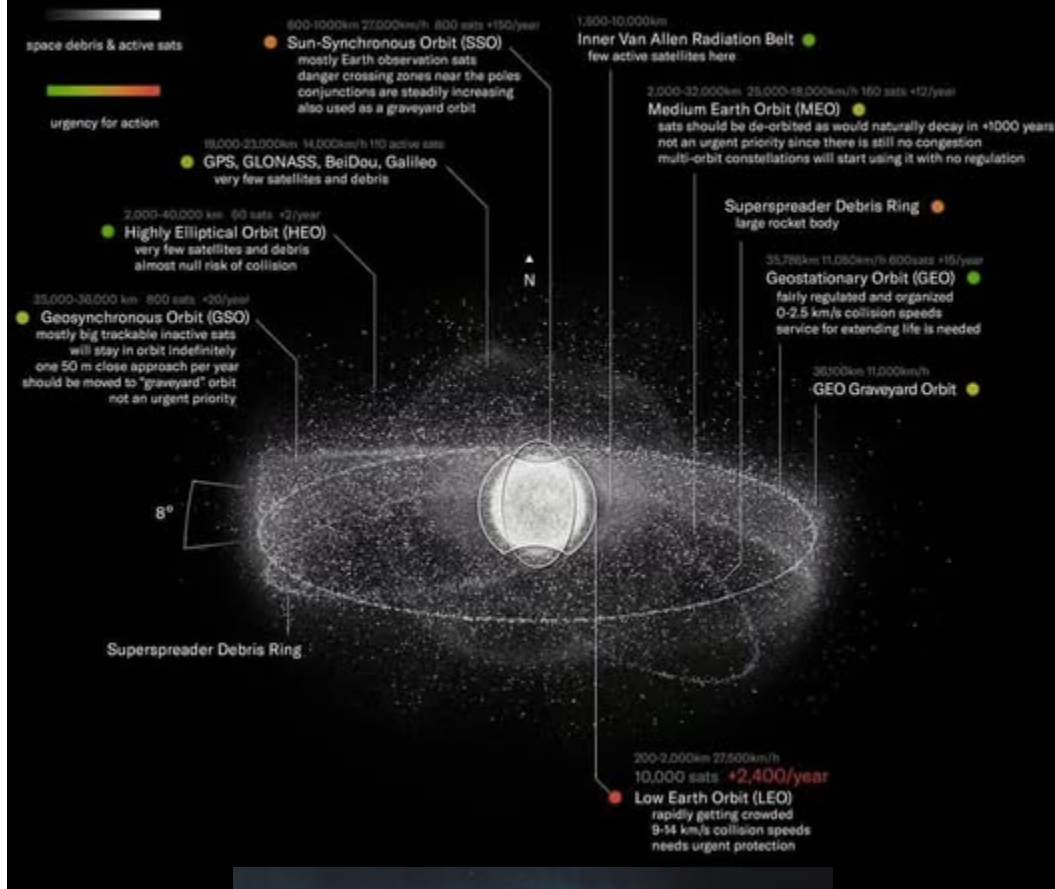 space debris & active sats
urgency for action
600-1000km 27,000km/h 800 sats +150/year
Sun-Synchronous Orbit (SSO)
mostly Earth observation sats
danger crossing zones near the poles
conjunctions are steadily increasing
also used as a graveyard orbit
1,600-10,000km
Inner Van Allen Radiation Belt
few active satellites here
2,000-32,000km 25,000-18,000km/h 160 sats +12/year
Medium Earth Orbit (MEO)
sats should be de-orbited as would naturally decay in +1000 years
not an urgent priority since there is still no congestion
multi-orbit constellations will start using it with no regulation
19,000-23,000km 14,000km/h 110 active sats
GPS, GLONASS, BeiDou, Galileo
very few satellites and debris
Superspreader Debris Ring
large rocket body
2,000-40,000 km 60 sats +2/year
Highly Elliptical Orbit (HEO)
very few satellites and debris
almost null risk of collision
35,786km 11,050km/h 600sats +15/year
Geostationary Orbit (GEO)
fairly regulated and organized
0-2.5 km/s collision speeds
service for extending life is needed
N
800 sats +20/year
Geosynchronous Orbit (GSO)
mostly big trackable inactive sats
will stay in orbit indefinitely
one 50 m close approach per year
should be moved to "graveyard" orbit
not an urgent priority
36,100km 11,000km/h
GEO Graveyard Orbit
8°
Superspreader Debris Ring
200-2,000km 27,500km/h
10,000 sats +2,400/year
Low Earth Orbit (LEO)
rapidly getting crowded
9-14 km/s collision speeds
needs urgent protection